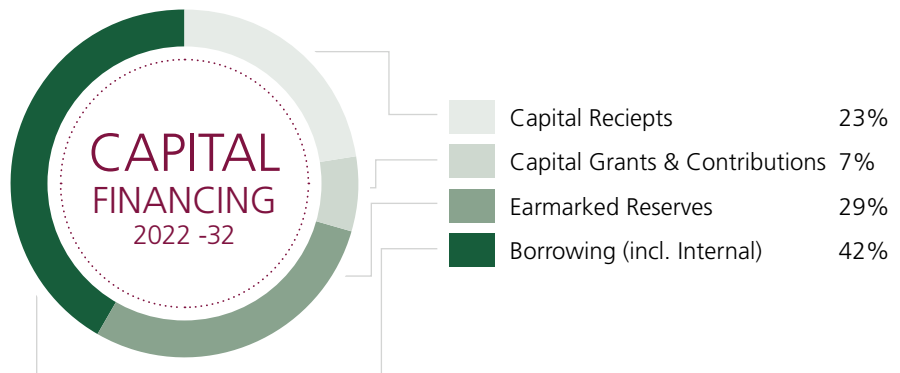 CAPITAL
FINANCING
2022 -32
Capital Reciepts 23%
Capital Grants & Contributions 7%
Earmarked Reserves 29%
Borrowing (incl. Internal) 42%